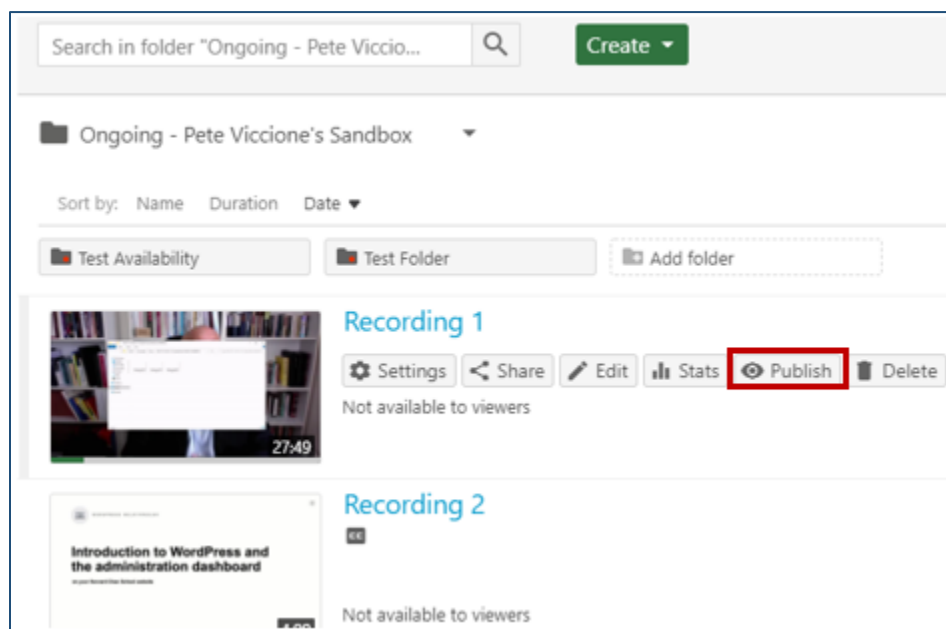 Search in folder "Ongoing - Pete Viccio...
Create
Ongoing - Pete Viccione's Sandbox
Sort by: Name Duration Date
Test Availability
Test Folder
Add folder
Recording 1
Settings Share Edit Stats Publish Delete
Not available to viewers
27:49
Recording 2
CC
Introduction to WordPress and
the administration dashboard
Not available to viewers